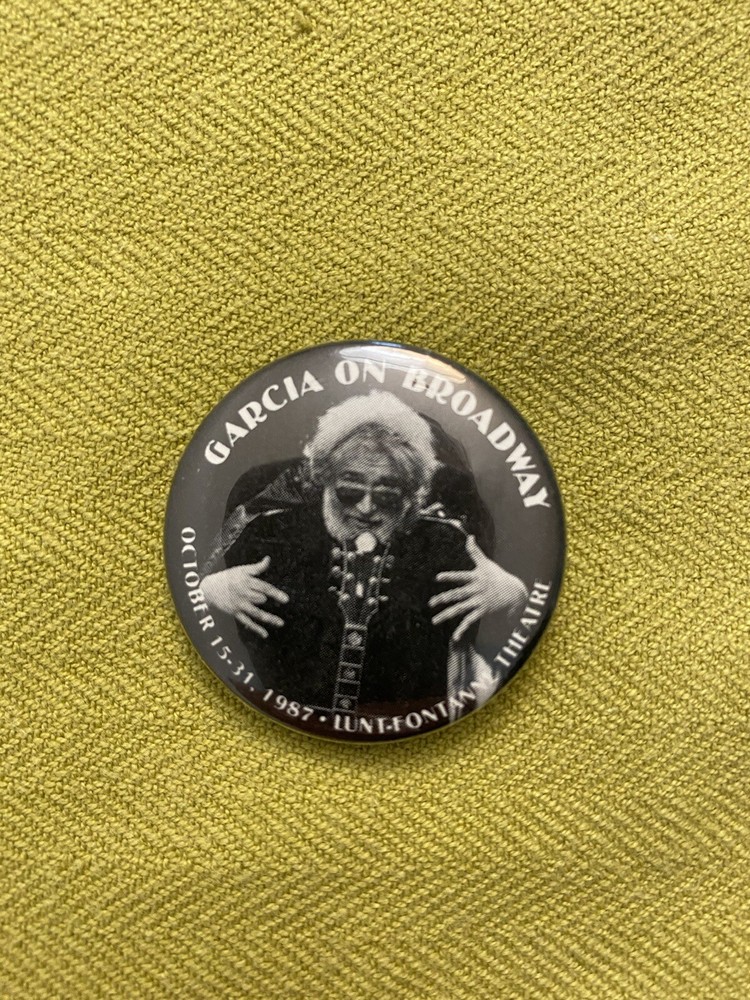 GARCIA ON BROADWAY
OCTOBER 15-31, 1987 • LUNT-FONTANNE THEATRE